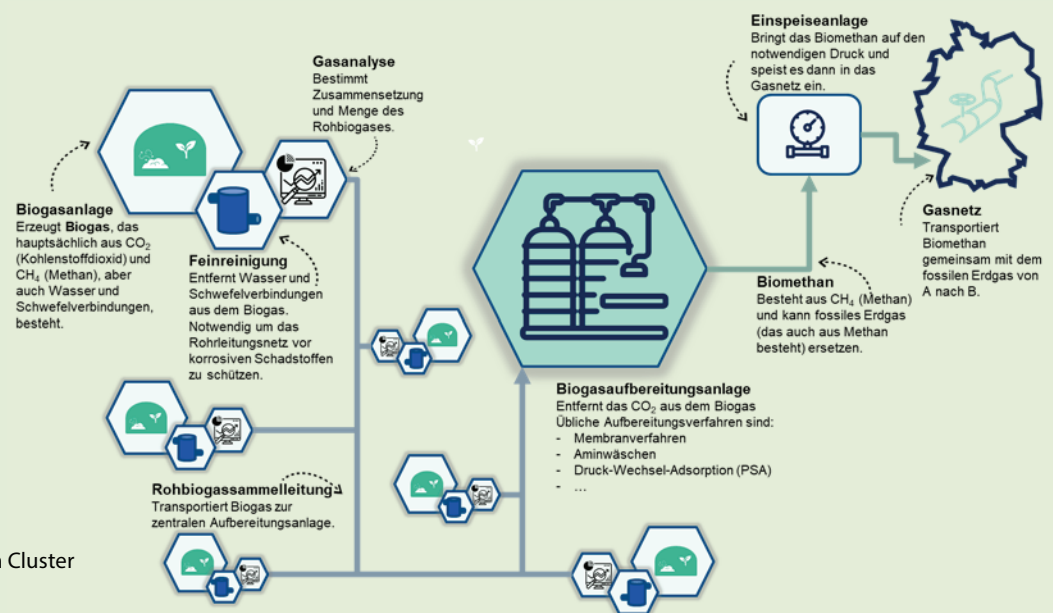 Gasanalyse
Bestimmt
Zusammensetzung
und Menge des
Rohbiogases.
Einspeiseanlage
Bringt das Biomethan auf den
notwendigen Druck und
speist es dann in das
Gasnetz ein.
Biogasanlage
Erzeugt Biogas, das
hauptsächlich aus CO₂
(Kohlenstoffdioxid) und
CH₄ (Methan), aber
auch Wasser und
Schwefelverbindungen,
besteht.
Feinreinigung
Entfernt Wasser und
Schwefelverbindungen
aus dem Biogas.
Notwendig um das
Rohrleitungsnetz vor
korrosiven Schadstoffen
zu schützen.
Biomethan
Besteht aus CH₄ (Methan)
und kann fossiles Erdgas
(das auch aus Methan
besteht) ersetzen.
Gasnetz
Transportiert
Biomethan
gemeinsam mit dem
fossilen Erdgas von
A nach B.
Biogasaufbereitungsanlage
Entfernt das CO₂ aus dem Biogas
Übliche Aufbereitungsverfahren sind:
- Membranverfahren
- Aminwäschen
- Druck-Wechsel-Adsorption (PSA)
- …
Rohbiogassammelleitung
Transportiert Biogas zur
zentralen Aufbereitungsanlage.
Cluster